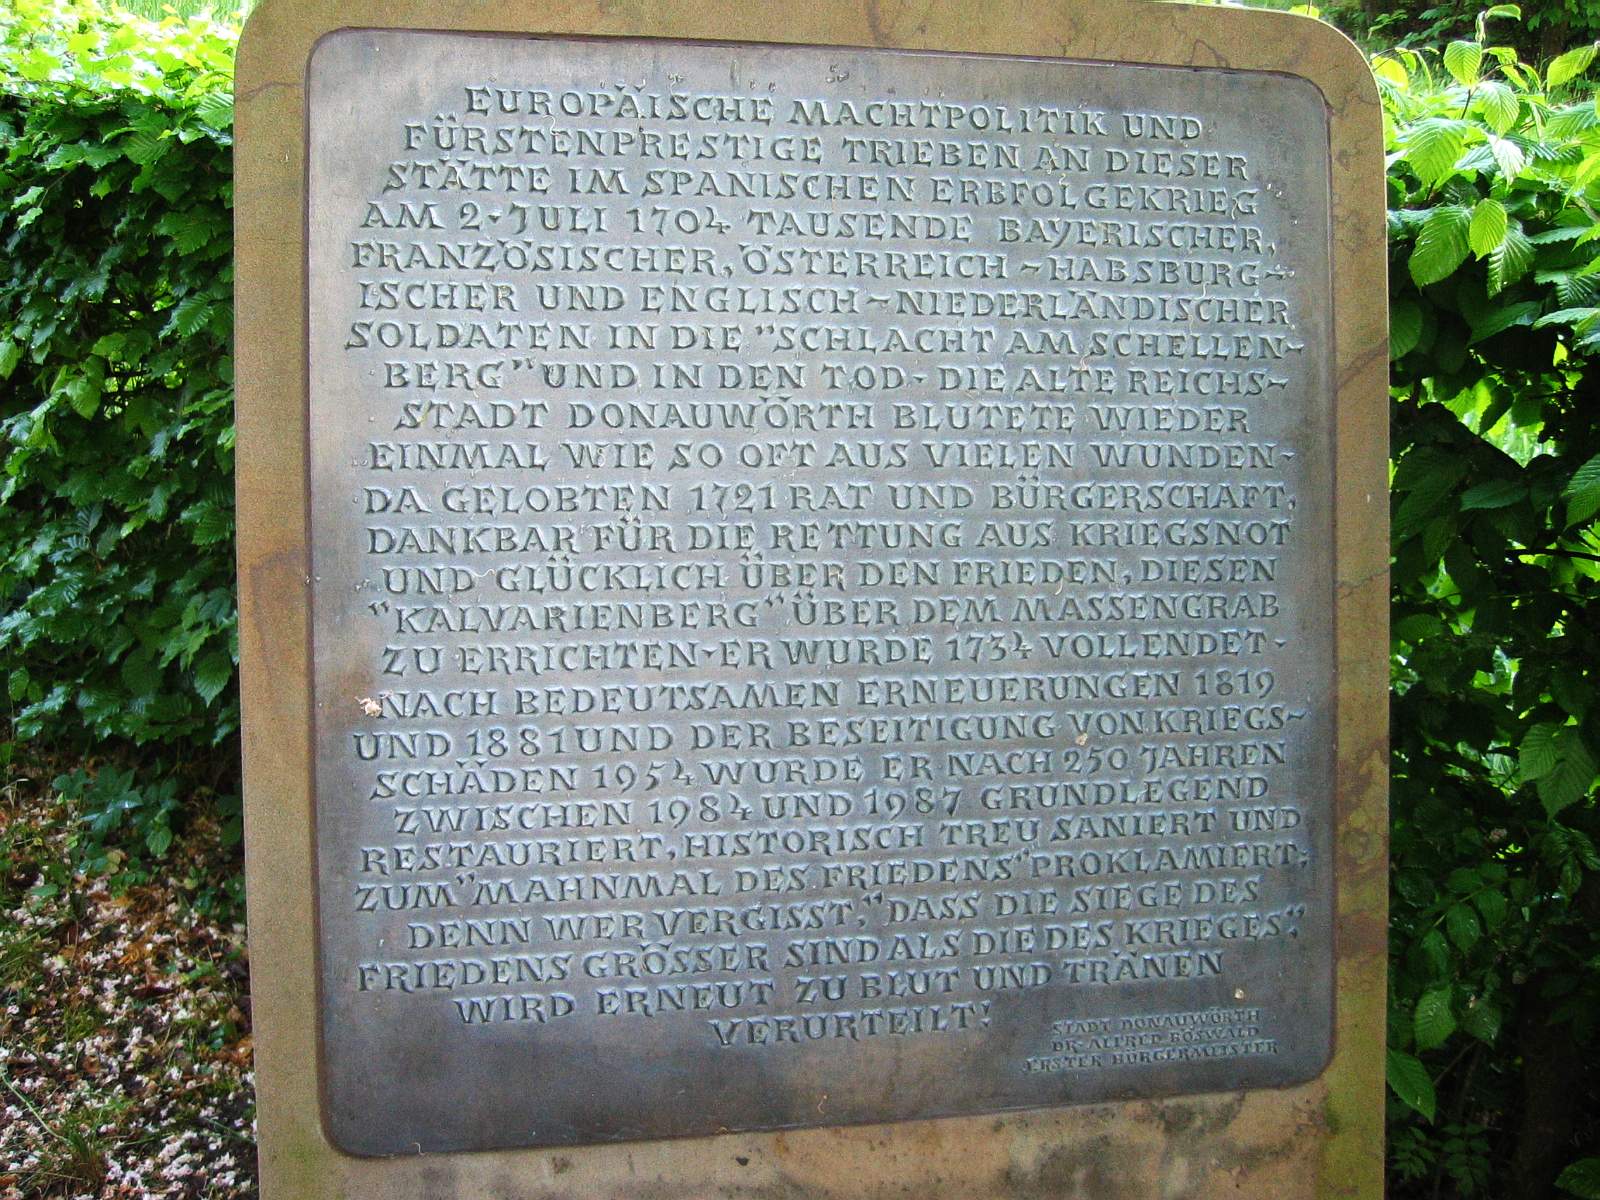 EUROPÄISCHE MACHTPOLITIK UND
FÜRSTENPRESTIGE TRIEBEN AN DIESER
STÄTTE IM SPANISCHEN ERBFOLGEKRIEG
AM 2. JULI 1704 TAUSENDE BAYERISCHER,
FRANZÖSISCHER, ÖSTERREICH-HABSBURG-
ISCHER UND ENGLISCH-NIEDERLÄNDISCHER
SOLDATEN IN DIE "SCHLACHT AM SCHELLEN-
BERG" UND IN DEN TOD. DIE ALTE REICHS-
STADT DONAUWÖRTH BLUTETE WIEDER
EINMAL WIE SO OFT AUS VIELEN WUNDEN.
DA GELOBTEN 1721 RAT UND BÜRGERSCHAFT,
DANKBAR FÜR DIE RETTUNG AUS KRIEGSNOT
UND GLÜCKLICH ÜBER DEN FRIEDEN, DIESEN
"KALVARIENBERG" ÜBER DEM MASSENGRAB
ZU ERRICHTEN. ER WURDE 1734 VOLLENDET.
NACH BEDEUTSAMEN ERNEUERUNGEN 1819
UND 1881 UND DER BESEITIGUNG VON KRIEGS-
SCHÄDEN 1954 WURDE ER NACH 250 JAHREN
ZWISCHEN 1984 UND 1987 GRUNDLEGEND
RESTAURIERT, HISTORISCH TREU SANIERT UND
ZUM "MAHNMAL DES FRIEDENS" PROKLAMIERT;
DENN WER VERGISST, "DASS DIE SIEGE DES
FRIEDENS GRÖSSER SIND ALS DIE DES KRIEGES",
WIRD ERNEUT ZU BLUT UND TRÄNEN
VERURTEILT!
STADT DONAUWÖRTH
DR. ALFRED BÖSWALD
ERSTER BÜRGERMEISTER